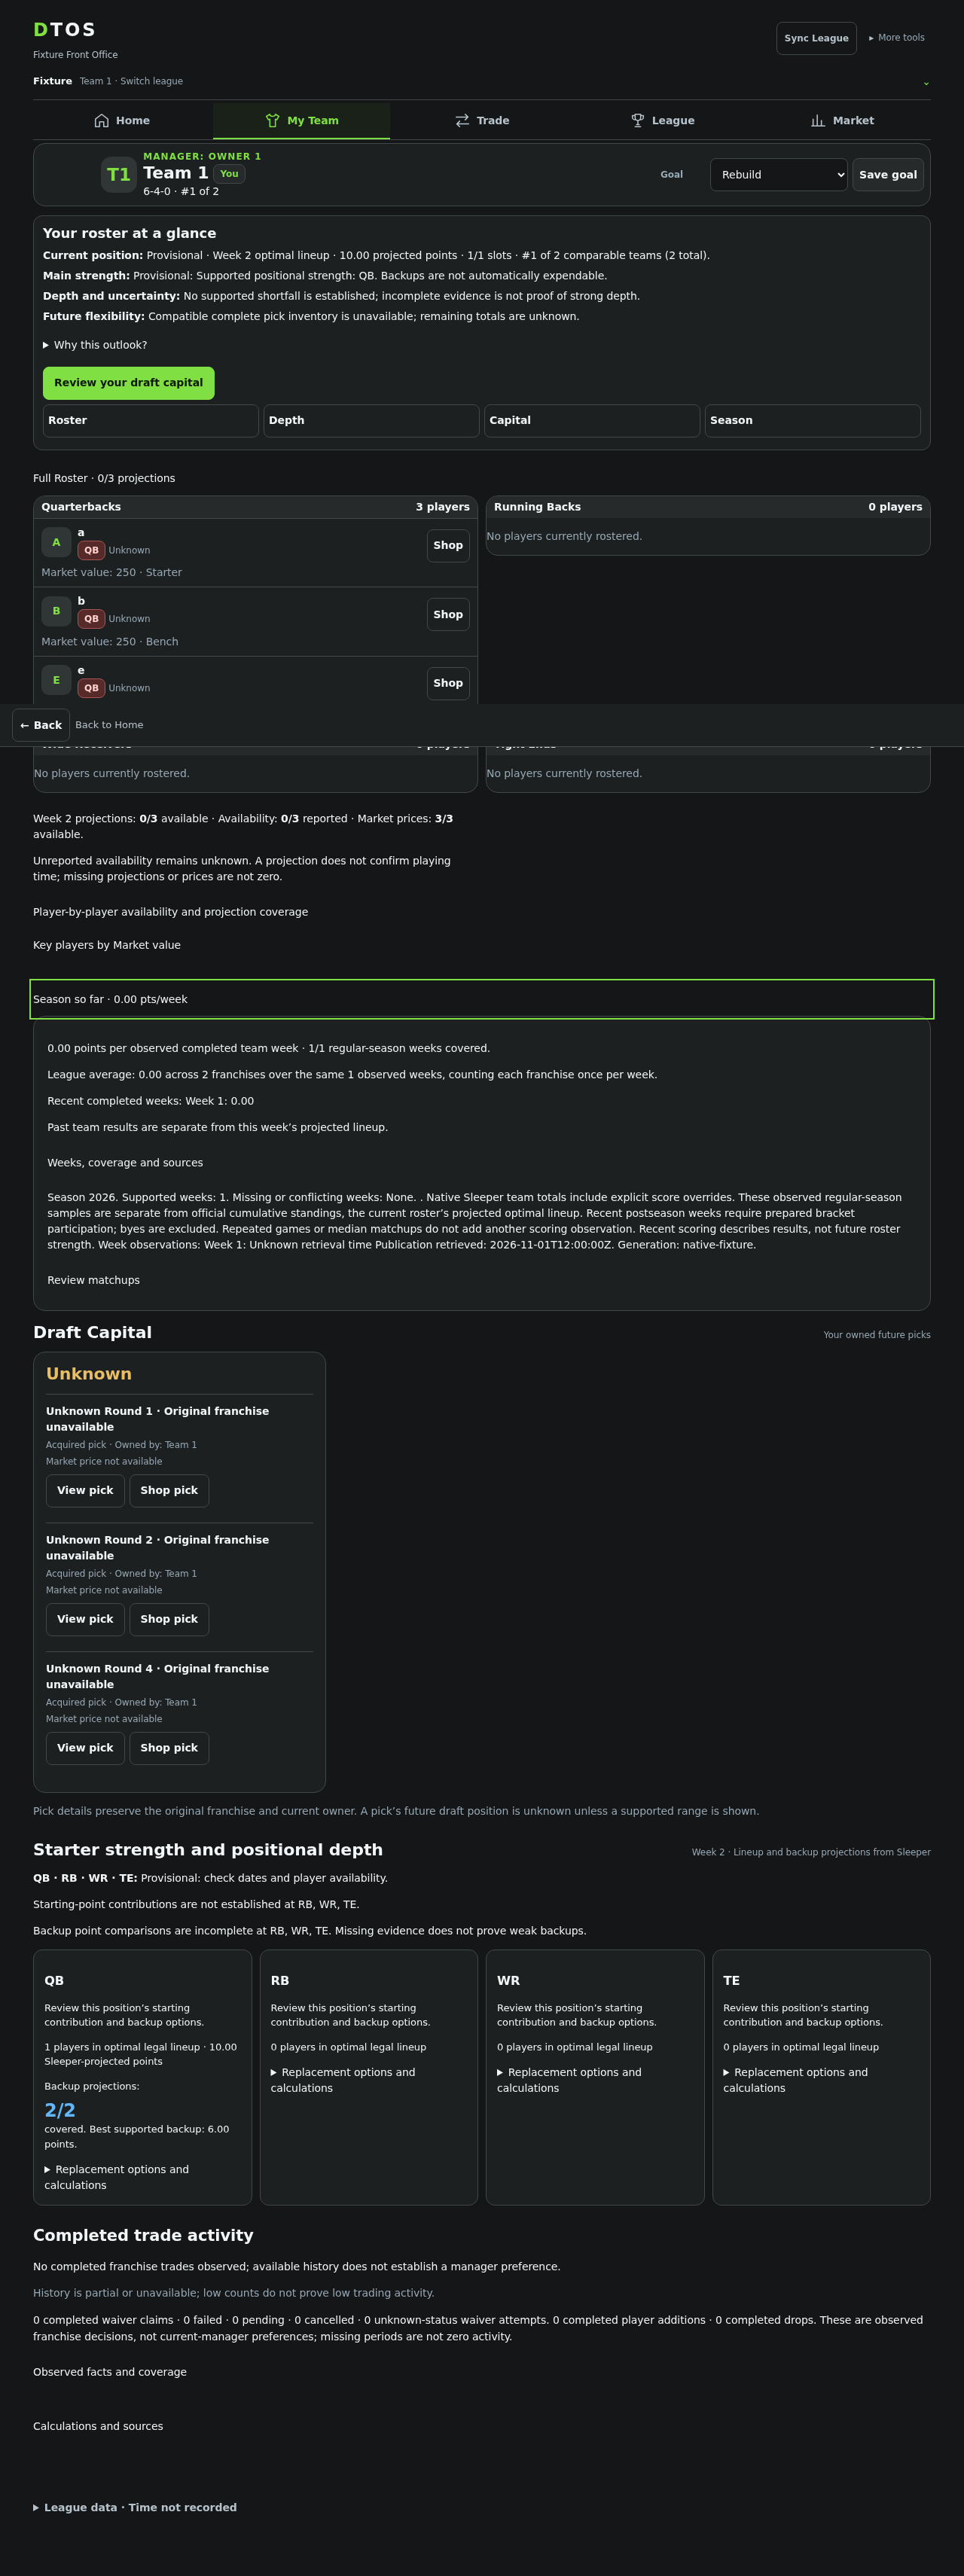 DTOS
Fixture Front Office
Sync League
▸ More tools
Fixture Team 1 · Switch league
Home
My Team
Trade
League
Market
T1
MANAGER: OWNER 1
Team 1 You
6-4-0 · #1 of 2
Goal
Rebuild
Save goal
Your roster at a glance
Current position: Provisional · Week 2 optimal lineup · 10.00 projected points · 1/1 slots · #1 of 2 comparable teams (2 total).
Main strength: Provisional: Supported positional strength: QB. Backups are not automatically expendable.
Depth and uncertainty: No supported shortfall is established; incomplete evidence is not proof of strong depth.
Future flexibility: Compatible complete pick inventory is unavailable; remaining totals are unknown.
▶ Why this outlook?
Review your draft capital
Roster
Depth
Capital
Season
Full Roster · 0/3 projections
Quarterbacks 3 players
A
a
QB Unknown
Shop
Market value: 250 · Starter
B
b
QB Unknown
Shop
Market value: 250 · Bench
E
e
QB Unknown
Shop
Running Backs 0 players
No players currently rostered.
← Back Back to Home
No players currently rostered.
No players currently rostered.
Week 2 projections: 0/3 available · Availability: 0/3 reported · Market prices: 3/3
available.
Unreported availability remains unknown. A projection does not confirm playing
time; missing projections or prices are not zero.
Player-by-player availability and projection coverage
Key players by Market value
Season so far · 0.00 pts/week
0.00 points per observed completed team week · 1/1 regular-season weeks covered.
League average: 0.00 across 2 franchises over the same 1 observed weeks, counting each franchise once per week.
Recent completed weeks: Week 1: 0.00
Past team results are separate from this week’s projected lineup.
Weeks, coverage and sources
Season 2026. Supported weeks: 1. Missing or conflicting weeks: None. . Native Sleeper team totals include explicit score overrides. These observed regular-season
samples are separate from official cumulative standings, the current roster’s projected optimal lineup. Recent postseason weeks require prepared bracket
participation; byes are excluded. Repeated games or median matchups do not add another scoring observation. Recent scoring describes results, not future roster
strength. Week observations: Week 1: Unknown retrieval time Publication retrieved: 2026-11-01T12:00:00Z. Generation: native-fixture.
Review matchups
Draft Capital
Your owned future picks
Unknown
Unknown Round 1 · Original franchise
unavailable
Acquired pick · Owned by: Team 1
Market price not available
View pick
Shop pick
Unknown Round 2 · Original franchise
unavailable
Acquired pick · Owned by: Team 1
Market price not available
View pick
Shop pick
Unknown Round 4 · Original franchise
unavailable
Acquired pick · Owned by: Team 1
Market price not available
View pick
Shop pick
Pick details preserve the original franchise and current owner. A pick’s future draft position is unknown unless a supported range is shown.
Starter strength and positional depth
Week 2 · Lineup and backup projections from Sleeper
QB · RB · WR · TE: Provisional: check dates and player availability.
Starting-point contributions are not established at RB, WR, TE.
Backup point comparisons are incomplete at RB, WR, TE. Missing evidence does not prove weak backups.
QB
Review this position’s starting
contribution and backup options.
1 players in optimal legal lineup · 10.00
Sleeper-projected points
Backup projections:
2/2
covered. Best supported backup: 6.00
points.
▶ Replacement options and
calculations
RB
Review this position’s starting
contribution and backup options.
0 players in optimal legal lineup
▶ Replacement options and
calculations
WR
Review this position’s starting
contribution and backup options.
0 players in optimal legal lineup
▶ Replacement options and
calculations
TE
Review this position’s starting
contribution and backup options.
0 players in optimal legal lineup
▶ Replacement options and
calculations
Completed trade activity
No completed franchise trades observed; available history does not establish a manager preference.
History is partial or unavailable; low counts do not prove low trading activity.
0 completed waiver claims · 0 failed · 0 pending · 0 cancelled · 0 unknown-status waiver attempts. 0 completed player additions · 0 completed drops. These are observed
franchise decisions, not current-manager preferences; missing periods are not zero activity.
Observed facts and coverage
Calculations and sources
▶ League data · Time not recorded